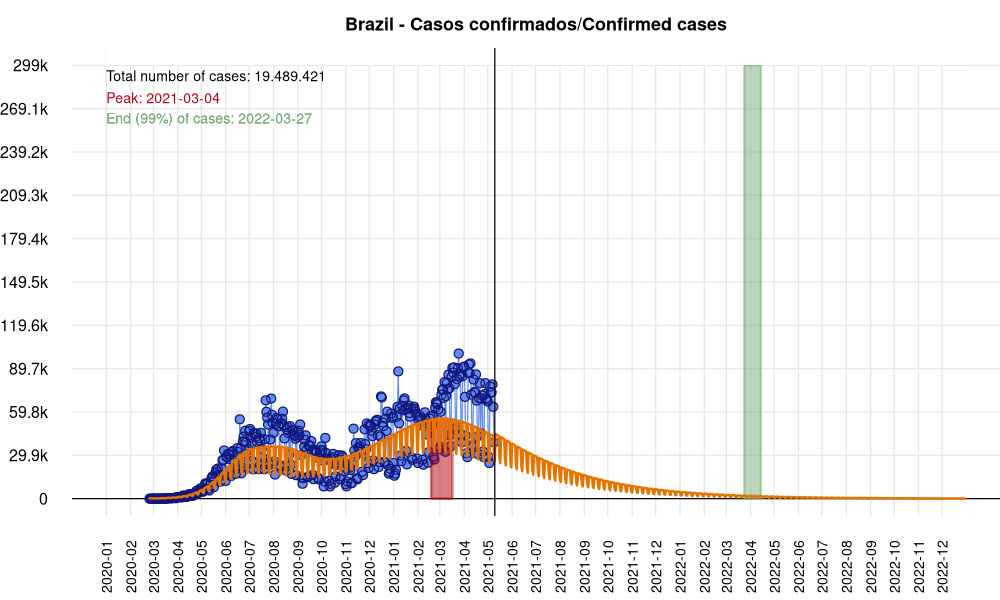 Brazil - Casos confirmados/Confirmed cases
299k
269.1k
239.2k
209.3k
179.4k
149.5k
119.6k
89.7k
59.8k
29.9k
0
Total number of cases: 19.489.421
Peak: 2021-03-04
End (99%) of cases: 2022-03-27
2020-01
2020-02
2020-03
2020-04
2020-05
2020-06
2020-07
2020-08
2020-09
2020-10
2020-11
2020-12
2021-01
2021-02
2021-03
2021-04
2021-05
2021-06
2021-07
2021-08
2021-09
2021-10
2021-11
2021-12
2022-01
2022-02
2022-03
2022-04
2022-05
2022-06
2022-07
2022-08
2022-09
2022-10
2022-11
2022-12